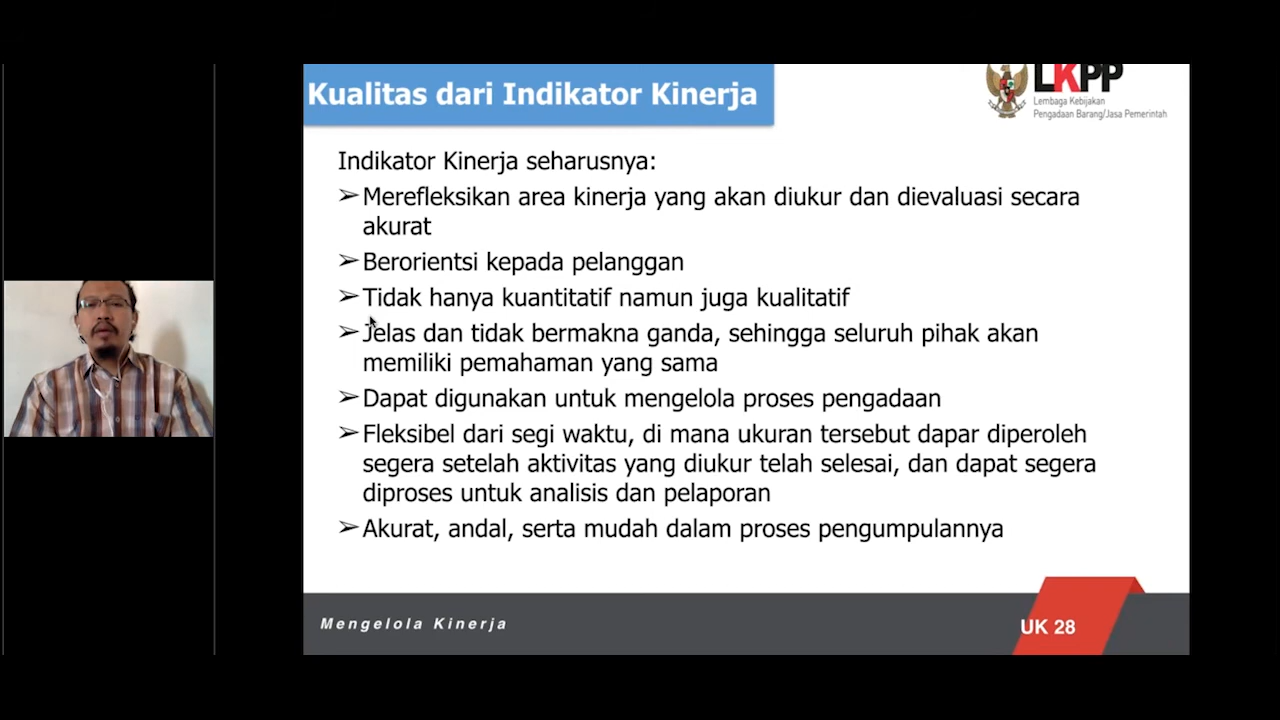 Kualitas dari Indikator Kinerja
LKPP
Lembaga Kebijakan
Pengadaan Barang/Jasa Pemerintah
Indikator Kinerja seharusnya:
➢Merefleksikan area kinerja yang akan diukur dan dievaluasi secara
akurat
➢Berorientsi kepada pelanggan
➢Tidak hanya kuantitatif namun juga kualitatif
➢Jelas dan tidak bermakna ganda, sehingga seluruh pihak akan
memiliki pemahaman yang sama
➢Dapat digunakan untuk mengelola proses pengadaan
➢Fleksibel dari segi waktu, di mana ukuran tersebut dapar diperoleh
segera setelah aktivitas yang diukur telah selesai, dan dapat segera
diproses untuk analisis dan pelaporan
➢Akurat, andal, serta mudah dalam proses pengumpulannya
Mengelola Kinerja
UK 28